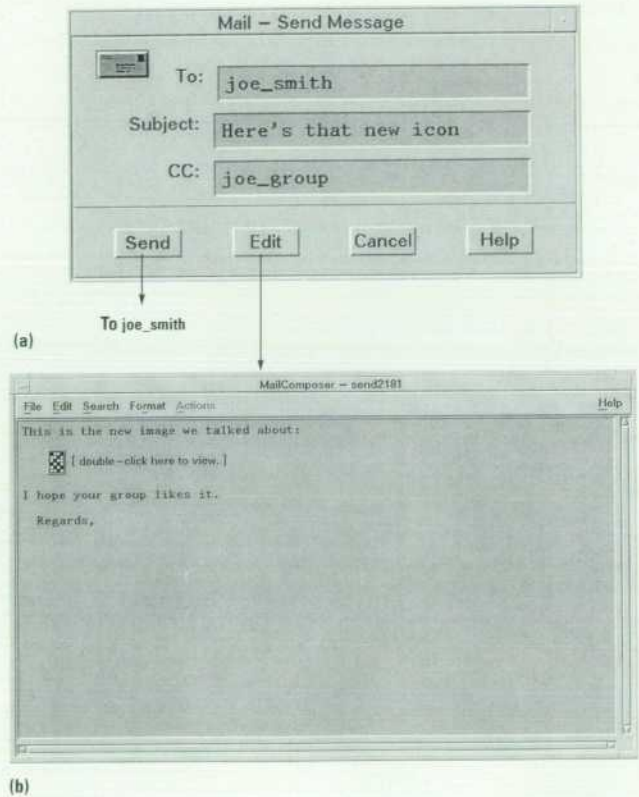 Mail – Send Message
To: joe_smith
Subject: Here's that new icon
CC: joe_group
Send Edit Cancel Help
To joe_smith
(a)
MailComposer – send2181
File Edit Search Format Actions Help
This is the new image we talked about:
[ double–click here to view. ]
I hope your group likes it.
Regards,
(b)